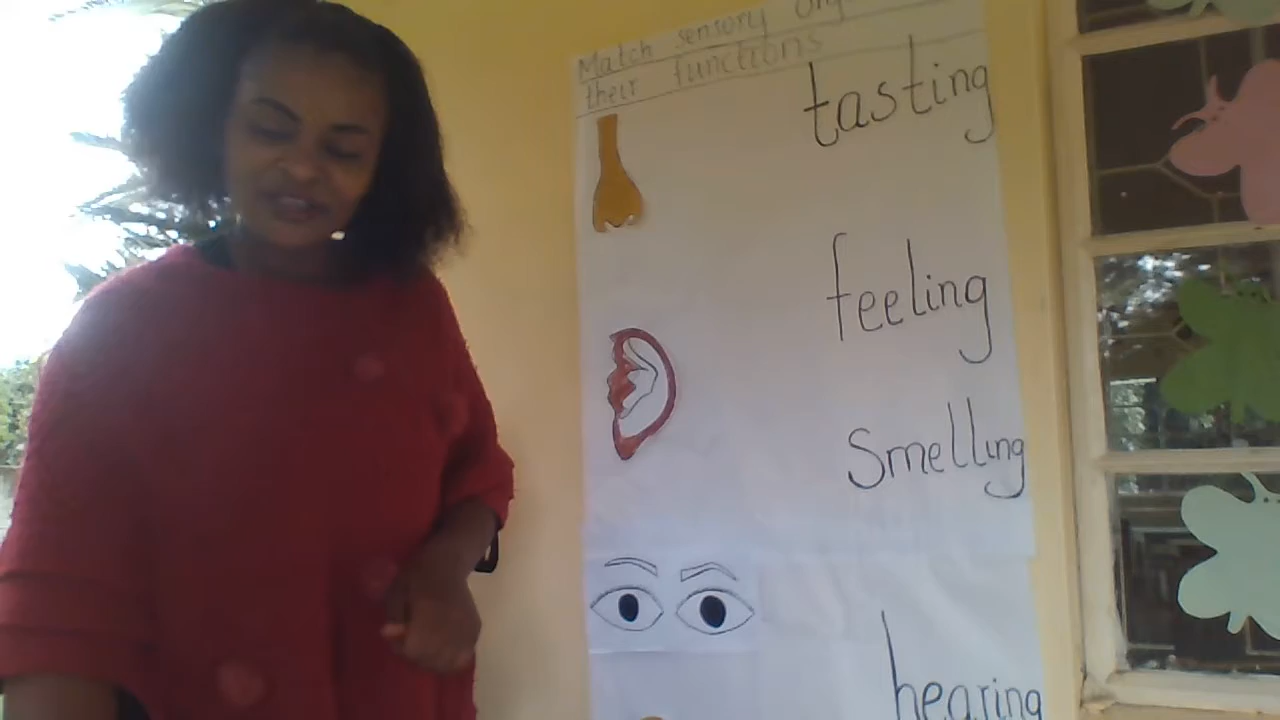 Match sensory
their functions
tasting
feeling
smelling
hearing